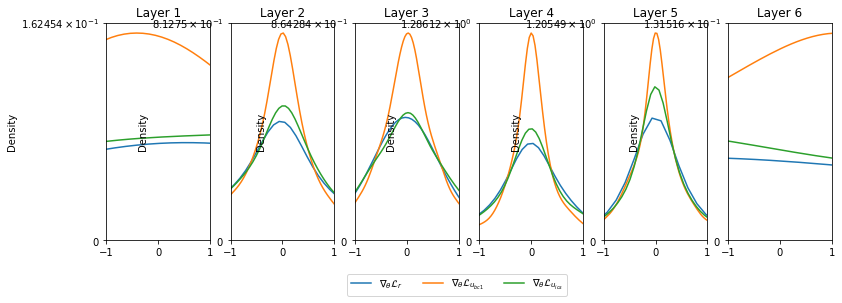 Layer 1 Layer 2 Layer 3 Layer 4 Layer 5 Layer 6
1.62454 × 10⁻¹ 8.1275 × 10⁻¹ 8.64284 × 10⁻¹ 1.28612 × 10⁰ 1.20549 × 10⁰ 1.31516 × 10⁻¹
Density Density Density Density Density Density
0 0 0 0 0 0
−1 0 1 −1 0 1 −1 0 1 −1 0 1 −1 0 1 −1 0 1
∇θℒr ∇θℒu_bc1 ∇θℒu_ics